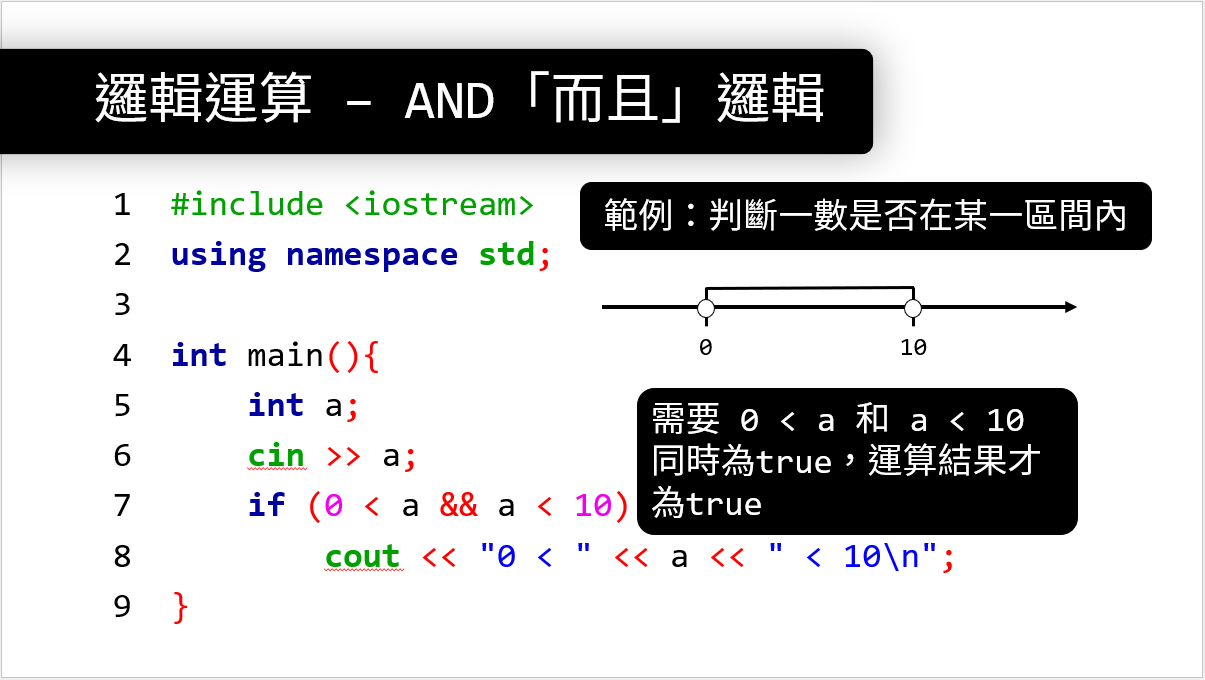 邏輯運算 – AND「而且」邏輯
範例：判斷一數是否在某一區間內
0
10
需要 0 < a 和 a < 10
同時為true，運算結果才
為true
1 #include <iostream>
2 using namespace std;
3
4 int main(){
5     int a;
6     cin >> a;
7     if (0 < a && a < 10)
8         cout << "0 < " << a << " < 10\n";
9 }